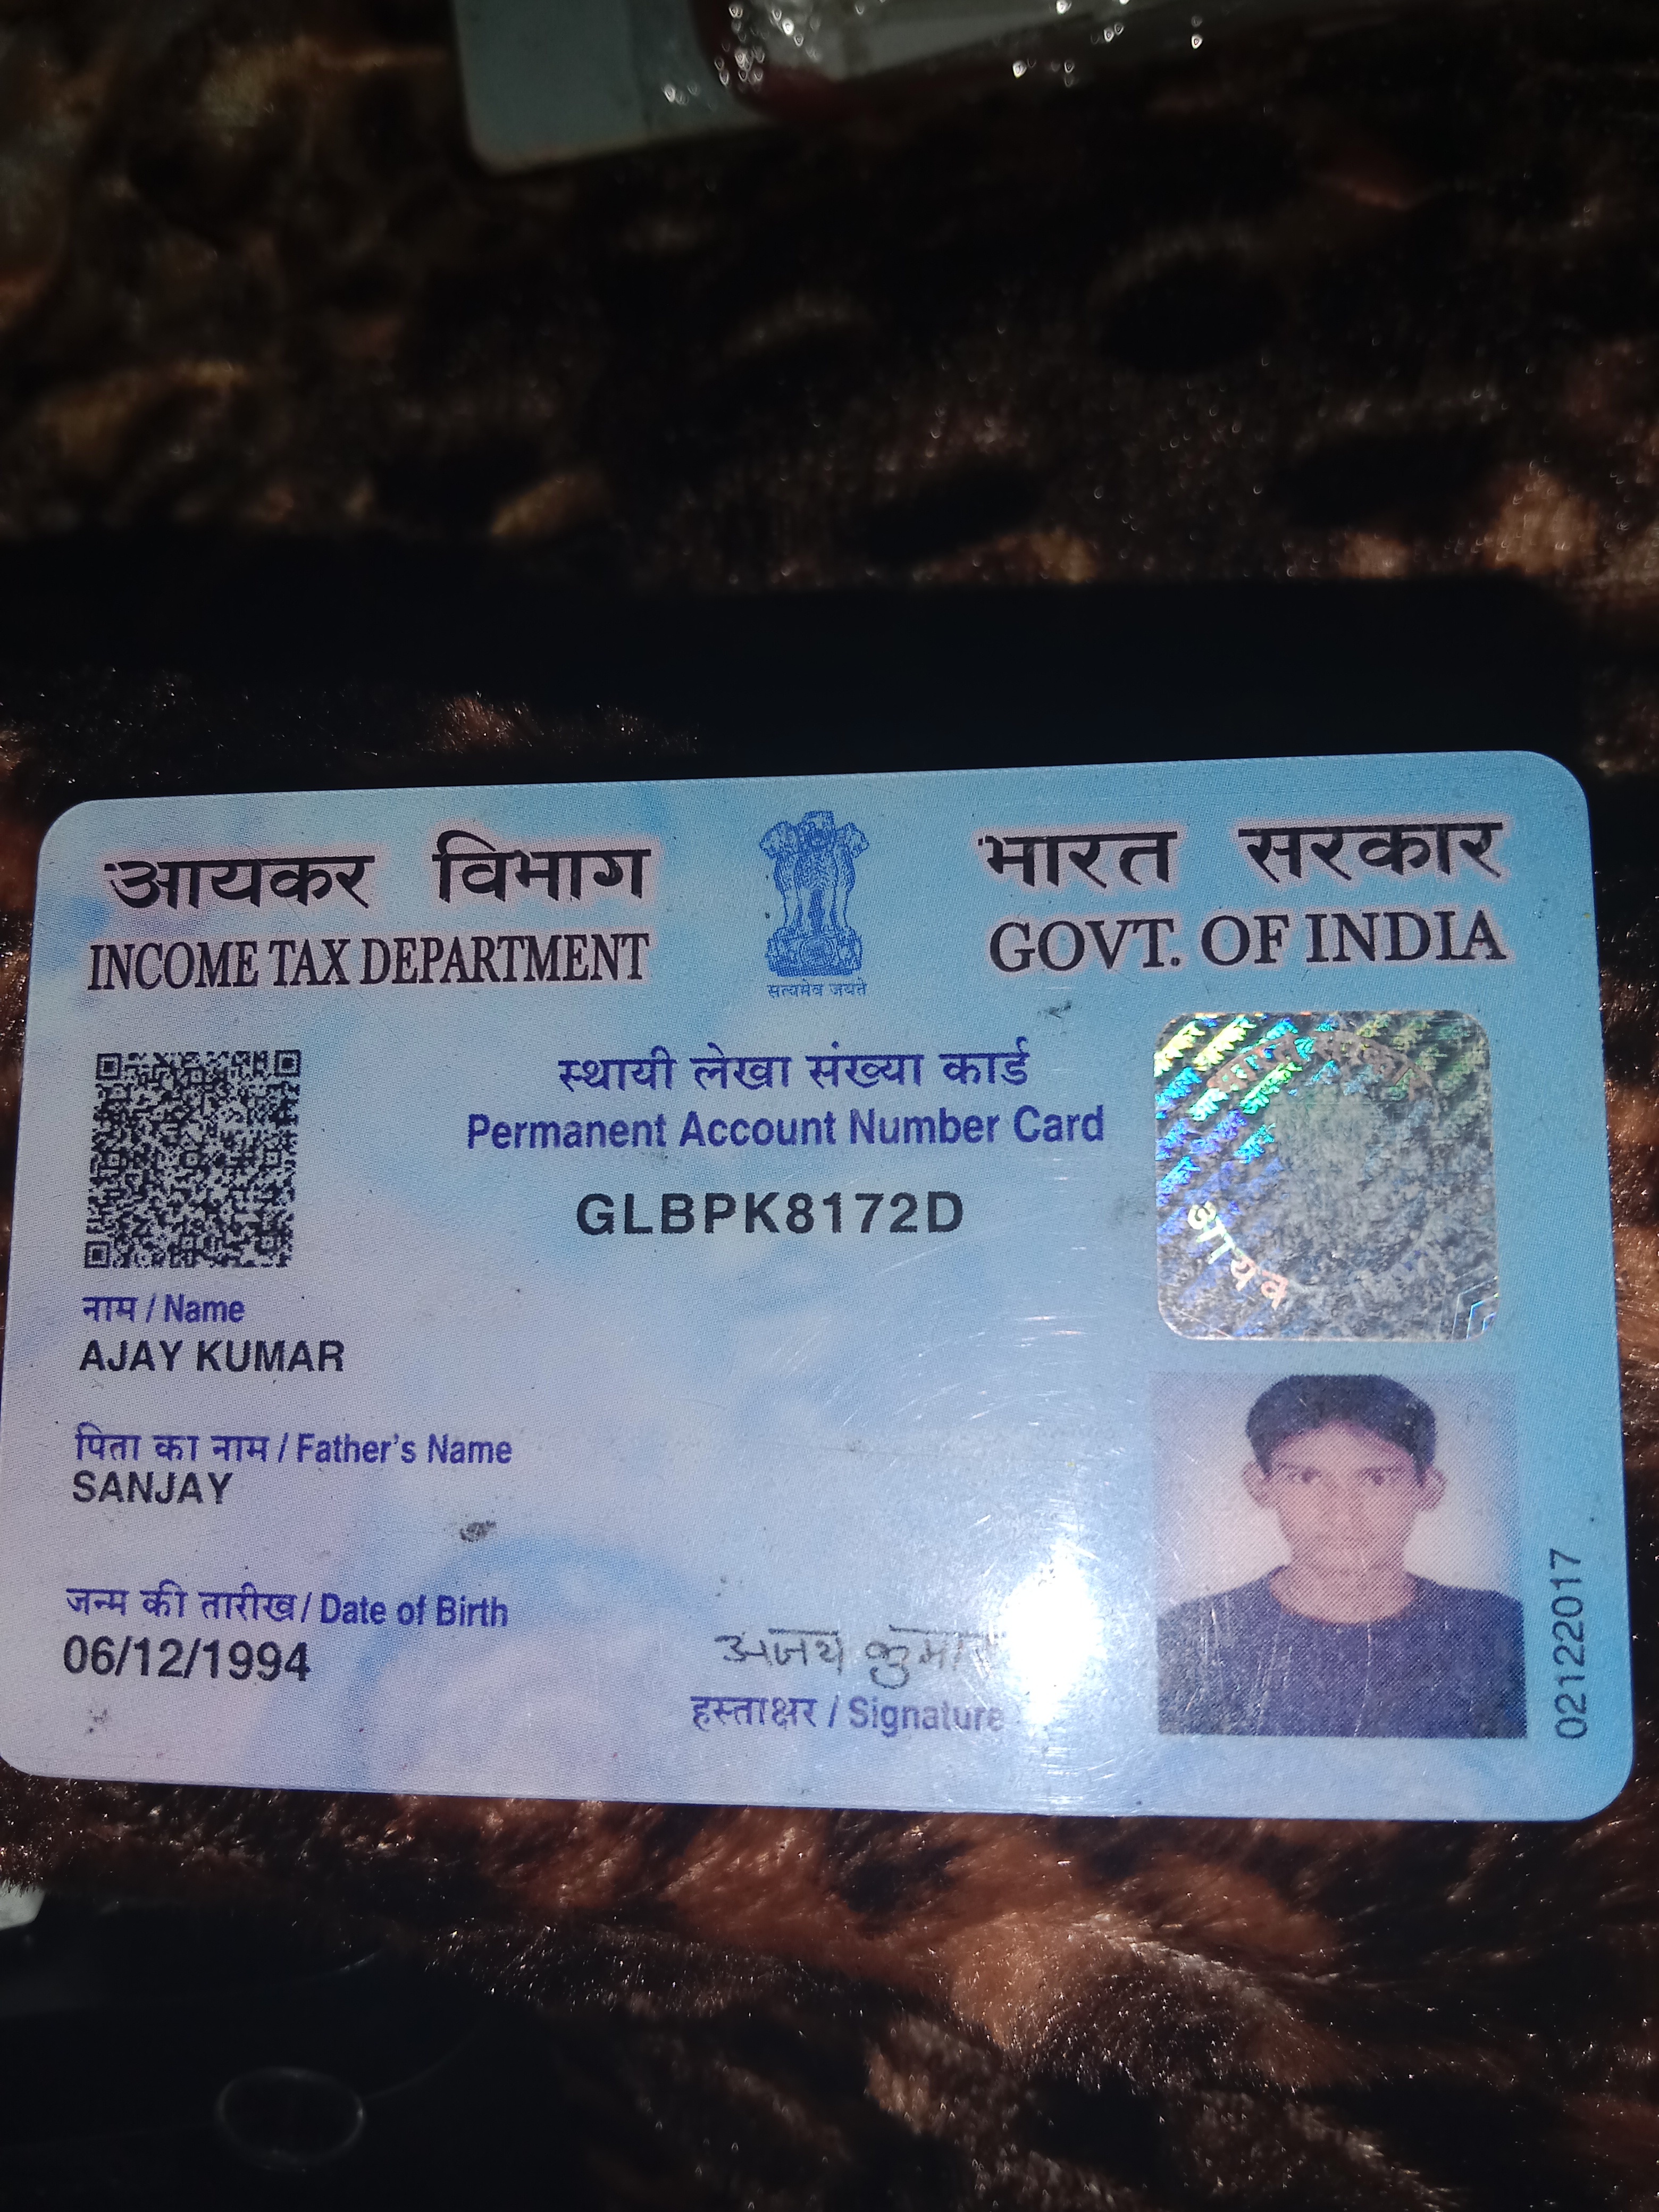 आयकर विभाग
INCOME TAX DEPARTMENT
सत्यमेव जयते
भारत सरकार
GOVT. OF INDIA
स्थायी लेखा संख्या कार्ड
Permanent Account Number Card
GLBPK8172D
नाम / Name
AJAY KUMAR
पिता का नाम / Father's Name
SANJAY
जन्म की तारीख / Date of Birth
06/12/1994
अजय कुमार
हस्ताक्षर / Signature
02122017